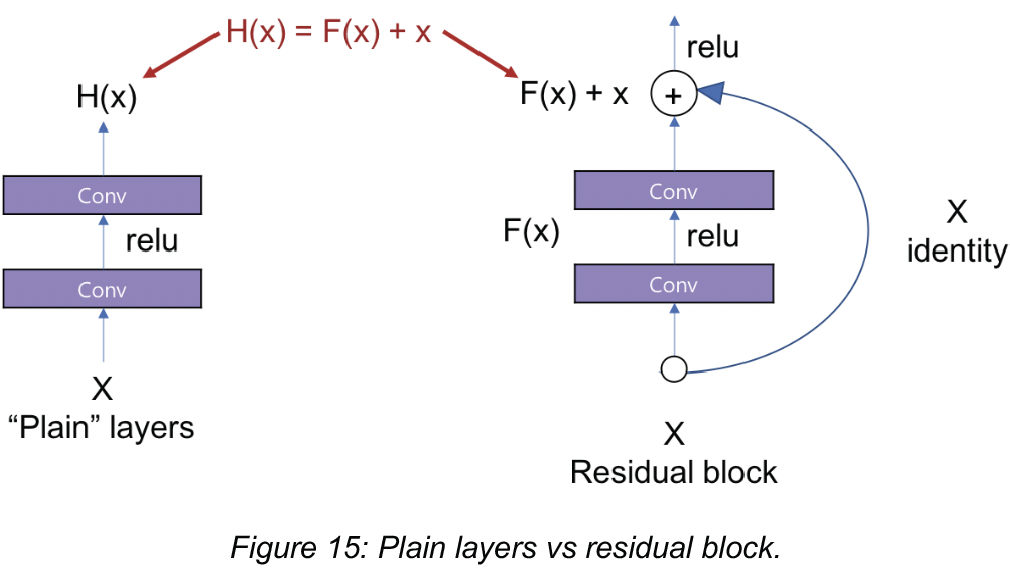 H(x) = F(x) + x
H(x)
Conv
relu
Conv
X
“Plain” layers
relu
F(x) + x
+
Conv
F(x)
relu
Conv
X
identity
X
Residual block
Figure 15: Plain layers vs residual block.